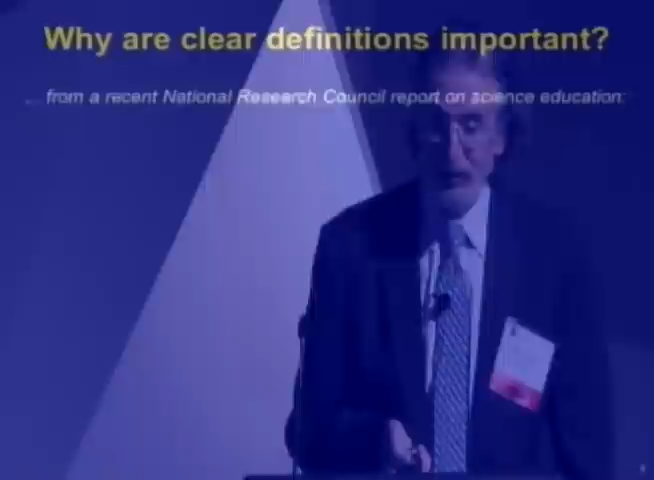 Why are clear definitions important?
... from a recent National Research Council report on science education: